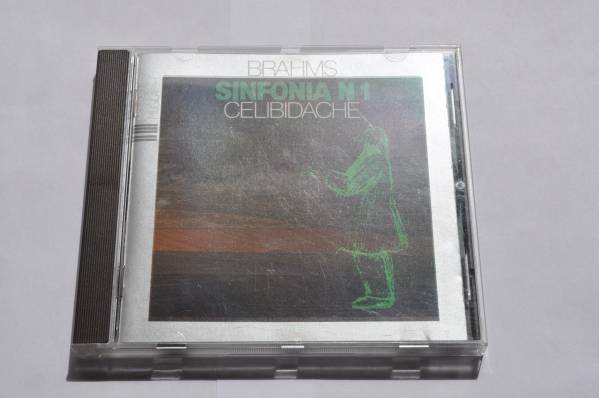 BRAHMS
SINFONIA N 1
CELIBIDACHE